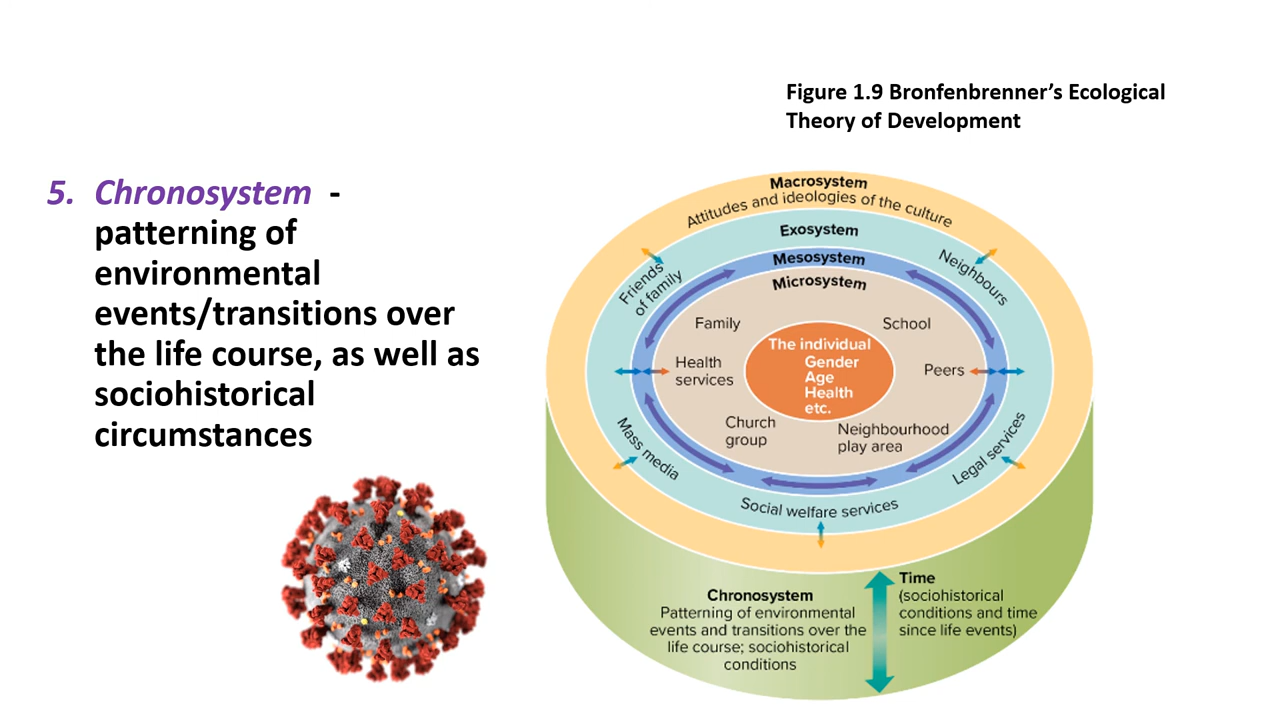 Figure 1.9 Bronfenbrenner’s Ecological
Theory of Development
5. Chronosystem -
patterning of
environmental
events/transitions over
the life course, as well as
sociohistorical
circumstances
Macrosystem
Attitudes and ideologies of the culture
Exosystem
Mesosystem
Microsystem
Friends
of family
Neighbours
Family
School
The individual
Gender
Age
Health
etc.
Health
services
Peers
Church
group
Neighbourhood
play area
Mass media
Legal services
Social welfare services
Chronosystem
Patterning of environmental
events and transitions over the
life course; sociohistorical
conditions
Time
(sociohistorical
conditions and time
since life events)